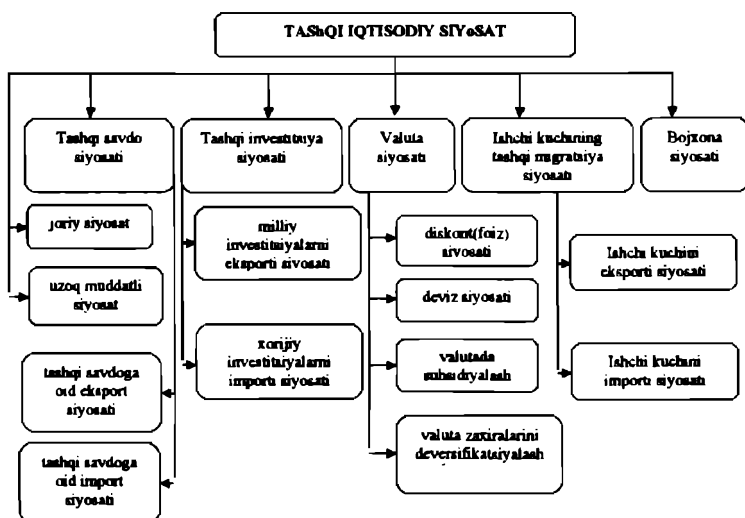 TAShQI IQTISODIY SIYoSAT
Tashqi savdo
siyosati
Tashqi investitsiya
siyosati
Valuta
siyosati
Ishchi kuchining
tashqi migratsiya
siyosati
Bojxona
siyosati
joriy siyosat
uzoq muddatli
siyosat
tashqi savdoga
oid eksport
siyosati
tashqi savdoga
oid import
siyosati
milliy
investitsiyalarni
eksporti siyosati
xorijiy
investitsiyalarni
importi siyosati
diskont(foiz)
siyosati
deviz siyosati
valutada
subsidiyalash
valuta zaxiralarini
deversifikatsiyalash
Ishchi kuchini
eksporti siyosati
Ishchi kuchini
importi siyosati